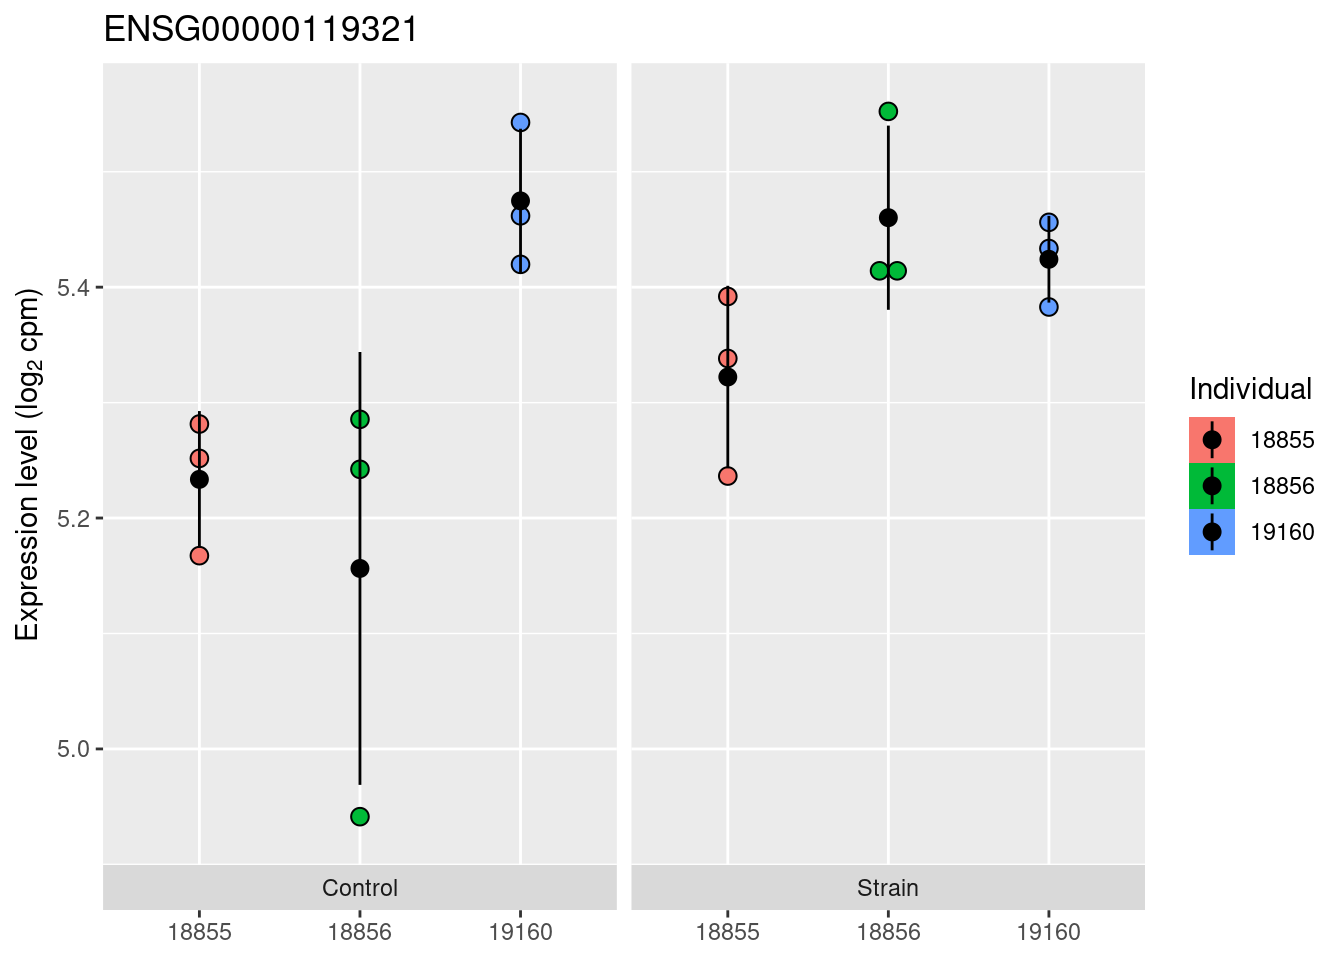 ENSG00000119321
Expression level (log₂ cpm)
5.4
5.2
5.0
Control
Strain
18855
18856
19160
18855
18856
19160
Individual
18855
18856
19160